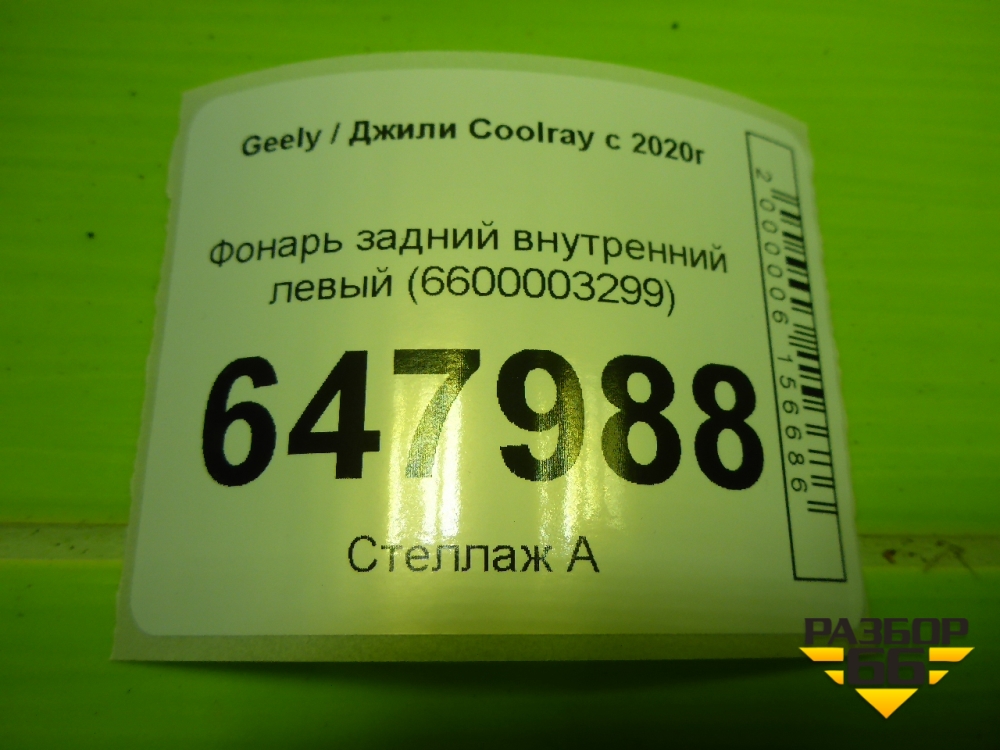 Geely / Джили Coolray с 2020г
Фонарь задний внутренний
левый (6600003299)
647988
Стеллаж А
2000006156686
РАЗБОР
66